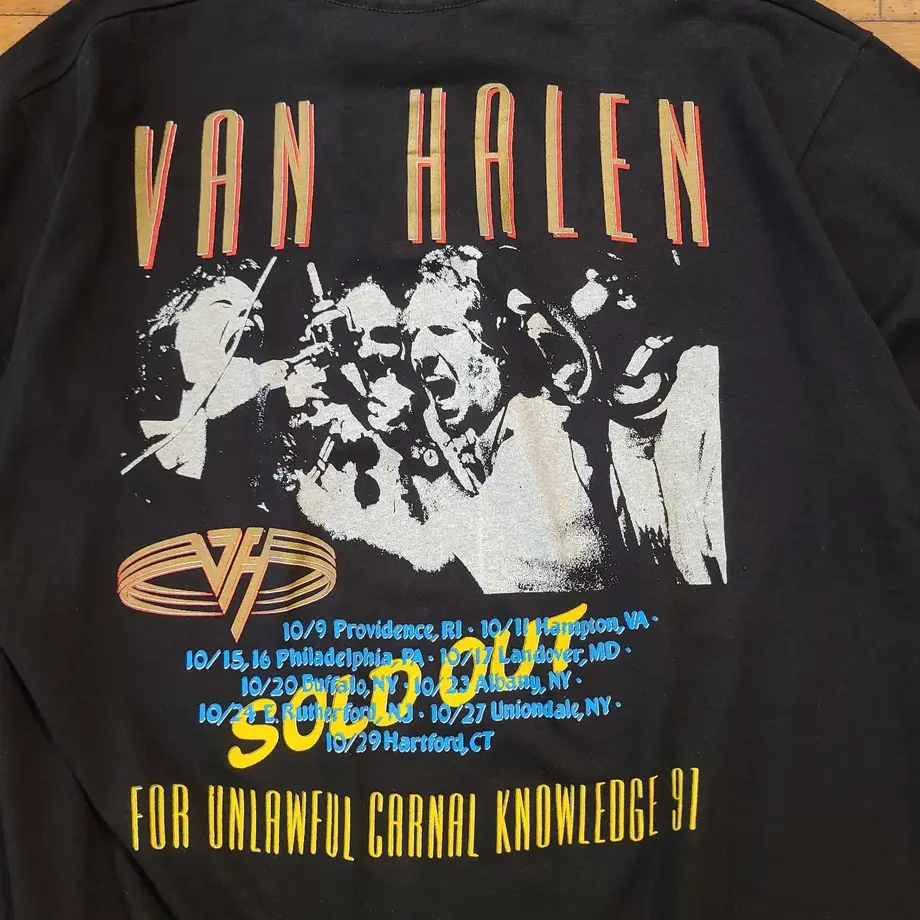 VAN HALEN
VH
10/9 Providence, RI · 10/11 Hampton, VA ·
10/15, 16 Philadelphia, PA · 10/17 Landover, MD ·
10/20 Buffalo, NY · 10/23 Albany, NY ·
10/24 E. Rutherford, NJ · 10/27 Uniondale, NY ·
10/29 Hartford, CT
SOLD OUT
FOR UNLAWFUL CARNAL KNOWLEDGE 91